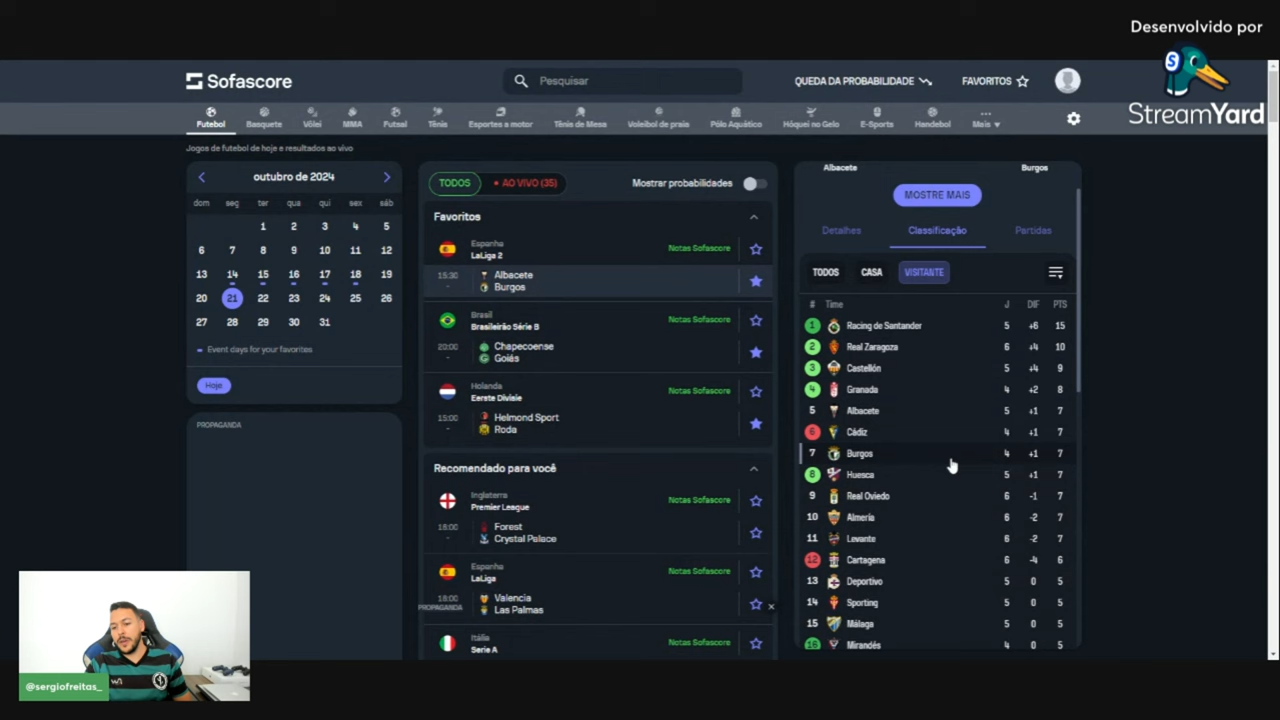 Desenvolvido por
StreamYard
Sofascore
Pesquisar
QUEDA DA PROBABILIDADE
FAVORITOS
Futebol
Basquete
Vôlei
MMA
Futsal
Tênis
Esportes a motor
Tênis de Mesa
Voleibol de praia
Pólo Aquático
Hóquei no Gelo
E-Sports
Handebol
Mais
Jogos de futebol de hoje e resultados ao vivo
outubro de 2024
dom seg ter qua qui sex sáb
1 2 3 4 5
6 7 8 9 10 11 12
13 14 15 16 17 18 19
20 21 22 23 24 25 26
27 28 29 30 31
Event days for your favorites
Hoje
PROPAGANDA
TODOS
AO VIVO (35)
Mostrar probabilidades
Favoritos
Espanha
LaLiga 2
Notas Sofascore
15:30
-
Albacete
Burgos
Brasil
Brasileirão Série B
Notas Sofascore
20:00
-
Chapecoense
Goiás
Holanda
Eerste Divisie
Notas Sofascore
15:00
-
Helmond Sport
Roda
Recomendado para você
Inglaterra
Premier League
Notas Sofascore
16:00
-
Forest
Crystal Palace
Espanha
LaLiga
Notas Sofascore
16:00
-
Valencia
Las Palmas
PROPAGANDA
Itália
Serie A
Notas Sofascore
Albacete
Burgos
MOSTRE MAIS
Detalhes
Classificação
Partidas
TODOS
CASA
VISITANTE
# Time J DIF PTS
1 Racing de Santander 5 +6 15
2 Real Zaragoza 6 +4 10
3 Castellón 5 +4 9
4 Granada 4 +2 8
5 Albacete 5 +1 7
6 Cádiz 4 +1 7
7 Burgos 4 +1 7
8 Huesca 5 +1 7
9 Real Oviedo 6 -1 7
10 Almería 6 -2 7
11 Levante 6 -2 7
12 Cartagena 6 -4 6
13 Deportivo 5 0 5
14 Sporting 5 0 5
15 Málaga 5 0 5
16 Mirandés 4 0 5
@sergiofreitas_